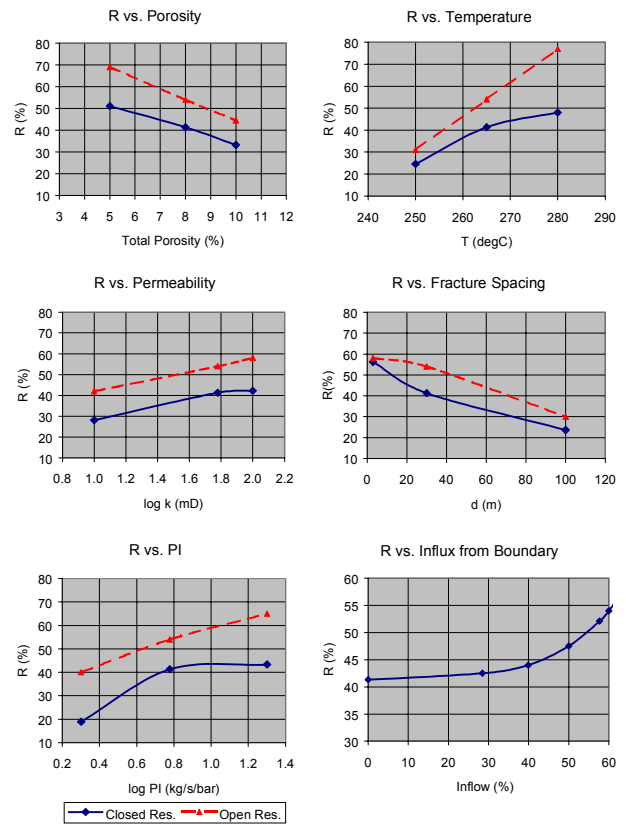 R vs. Porosity
80
70
60
50
40
30
20
10
R (%)
3 4 5 6 7 8 9 10 11 12
Total Porosity (%)
R vs. Temperature
80
70
60
50
40
30
20
10
R(%)
240 250 260 270 280 290
T (degC)
R vs. Permeability
80
70
60
50
40
30
20
10
R (%)
0.8 1.0 1.2 1.4 1.6 1.8 2.0 2.2
log k (mD)
R vs. Fracture Spacing
80
70
60
50
40
30
20
10
R(%)
0 20 40 60 80 100 120
d (m)
R vs. PI
80
70
60
50
40
30
20
10
R (%)
0.2 0.4 0.6 0.8 1.0 1.2 1.4
log PI (kg/s/bar)
Closed Res. Open Res.
R vs. Influx from Boundary
60
55
50
45
40
35
30
R (%)
0 10 20 30 40 50 60
Inflow (%)